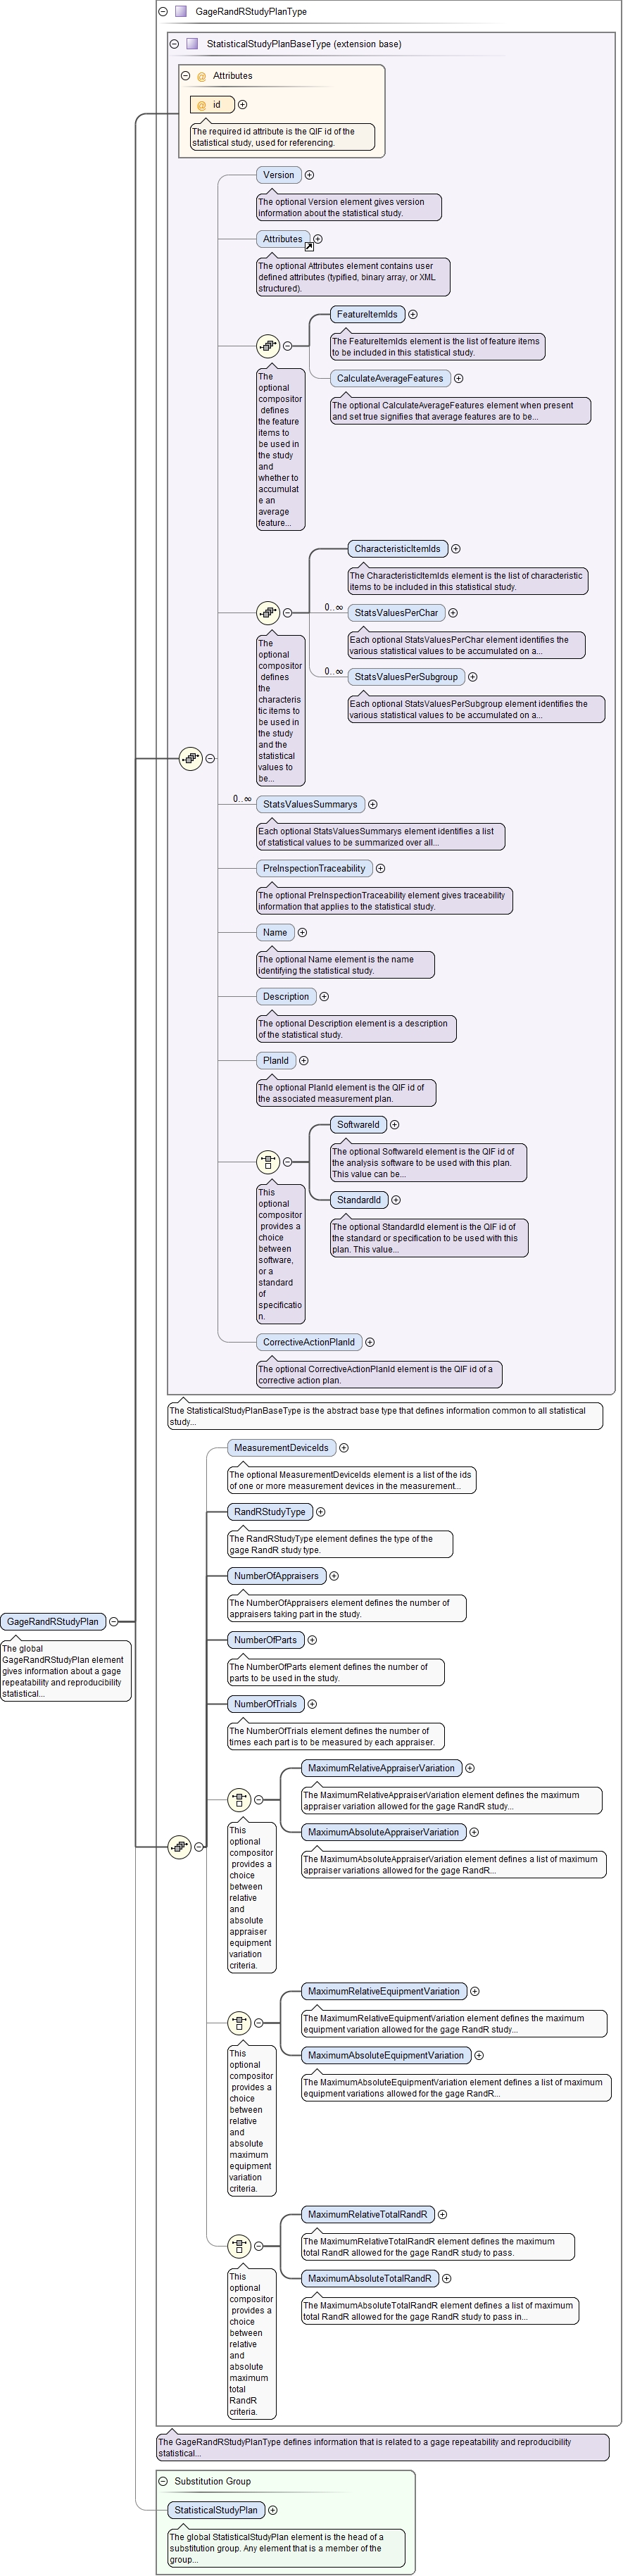 GageRandRStudyPlanType
StatisticalStudyPlanBaseType (extension base)
@ Attributes
@ id
The required id attribute is the QIF id of the
statistical study, used for referencing.
Version
The optional Version element gives version
information about the statistical study.
Attributes
The optional Attributes element contains user
defined attributes (typified, binary array, or XML
structured).
FeatureItemIds
The FeatureItemIds element is the list of feature items
to be included in this statistical study.
CalculateAverageFeatures
The optional CalculateAverageFeatures element when present
and set true signifies that average features are to be...
The
optional
compositor
defines
the feature
items to
be used in
the study
and
whether to
accumulat
e an
average
feature...
CharacteristicItemIds
The CharacteristicItemIds element is the list of characteristic
items to be included in this statistical study.
0..∞
StatsValuesPerChar
Each optional StatsValuesPerChar element identifies the
various statistical values to be accumulated on a...
0..∞
StatsValuesPerSubgroup
Each optional StatsValuesPerSubgroup element identifies the
various statistical values to be accumulated on a...
The
optional
compositor
defines
the
characteris
tic items to
be used in
the study
and the
statistical
values to
be...
0..∞
StatsValuesSummarys
Each optional StatsValuesSummarys element identifies a list
of statistical values to be summarized over all...
PreInspectionTraceability
The optional PreInspectionTraceability element gives traceability
information that applies to the statistical study.
Name
The optional Name element is the name
identifying the statistical study.
Description
The optional Description element is a description
of the statistical study.
PlanId
The optional PlanId element is the QIF id of
the associated measurement plan.
SoftwareId
The optional SoftwareId element is the QIF id of
the analysis software to be used with this plan.
This value can be...
StandardId
The optional StandardId element is the QIF id of
the standard or specification to be used with this
plan. This value...
This
optional
compositor
provides a
choice
between
software,
or a
standard
of
specificatio
n.
CorrectiveActionPlanId
The optional CorrectiveActionPlanId element is the QIF id of a
corrective action plan.
The StatisticalStudyPlanBaseType is the abstract base type that defines information common to all statistical
study...
MeasurementDeviceIds
The optional MeasurementDeviceIds element is a list of the ids
of one or more measurement devices in the measurement...
RandRStudyType
The RandRStudyType element defines the type of the
gage RandR study type.
NumberOfAppraisers
The NumberOfAppraisers element defines the number of
appraisers taking part in the study.
GageRandRStudyPlan
The global
GageRandRStudyPlan element
gives information about a gage
repeatability and reproducibility
statistical...
NumberOfParts
The NumberOfParts element defines the number of
parts to be used in the study.
NumberOfTrials
The NumberOfTrials element defines the number of
times each part is to be measured by each appraiser.
MaximumRelativeAppraiserVariation
The MaximumRelativeAppraiserVariation element defines the maximum
appraiser variation allowed for the gage RandR study...
MaximumAbsoluteAppraiserVariation
The MaximumAbsoluteAppraiserVariation element defines a list of maximum
appraiser variations allowed for the gage RandR...
This
optional
compositor
provides a
choice
between
relative
and
absolute
appraiser
equipment
variation
criteria.
MaximumRelativeEquipmentVariation
The MaximumRelativeEquipmentVariation element defines the maximum
equipment variation allowed for the gage RandR study...
MaximumAbsoluteEquipmentVariation
The MaximumAbsoluteEquipmentVariation element defines a list of maximum
equipment variations allowed for the gage RandR...
This
optional
compositor
provides a
choice
between
relative
and
absolute
maximum
equipment
variation
criteria.
MaximumRelativeTotalRandR
The MaximumRelativeTotalRandR element defines the maximum
total RandR allowed for the gage RandR study to pass.
MaximumAbsoluteTotalRandR
The MaximumAbsoluteTotalRandR element defines a list of maximum
total RandR allowed for the gage RandR study to pass in...
This
optional
compositor
provides a
choice
between
relative
and
absolute
maximum
total
RandR
criteria.
The GageRandRStudyPlanType defines information that is related to a gage repeatability and reproducibility
statistical...
Substitution Group
StatisticalStudyPlan
The global StatisticalStudyPlan element is the head of a
substitution group. Any element that is a member of the
group...